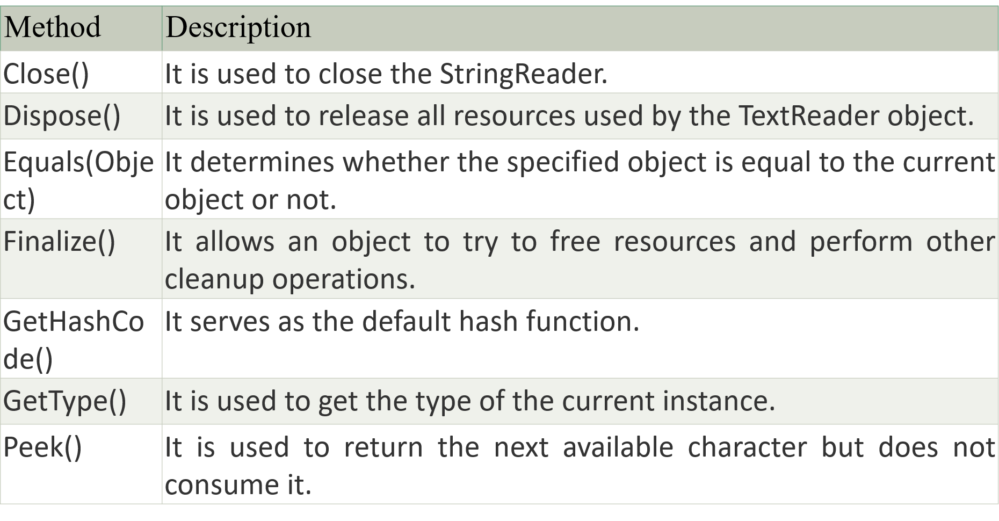 Method Description
Close() It is used to close the StringReader.
Dispose() It is used to release all resources used by the TextReader object.
Equals(Obje It determines whether the specified object is equal to the current
ct) object or not.
Finalize() It allows an object to try to free resources and perform other
cleanup operations.
GetHashCo It serves as the default hash function.
de()
GetType() It is used to get the type of the current instance.
Peek() It is used to return the next available character but does not
consume it.